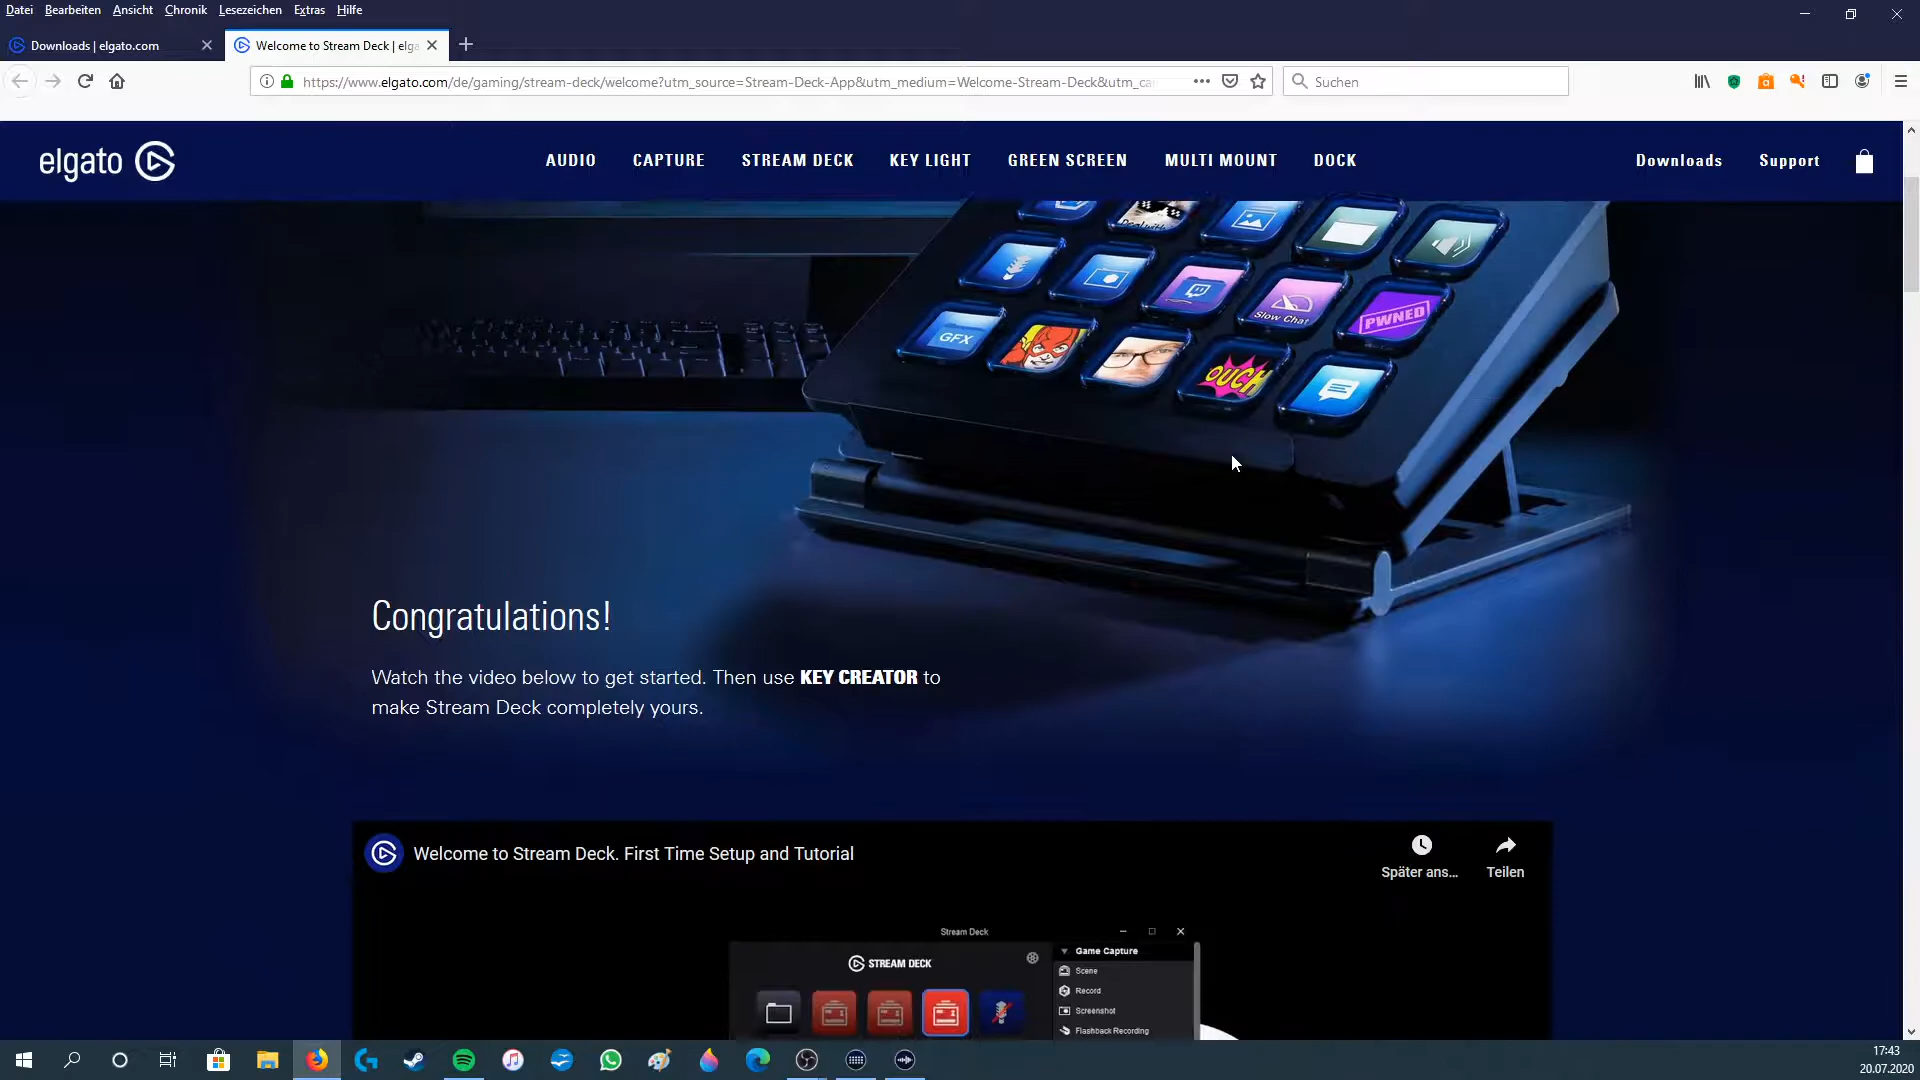 Datei Bearbeiten Ansicht Chronik Lesezeichen Extras Hilfe
Downloads | elgato.com
Welcome to Stream Deck | elga
https://www.elgato.com/de/gaming/stream-deck/welcome?utm_source=Stream-Deck-App&utm_medium=Welcome-Stream-Deck&utm_ca
Suchen
elgato
AUDIO CAPTURE STREAM DECK KEY LIGHT GREEN SCREEN MULTI MOUNT DOCK
Downloads Support
Slow Chat
PWNED
GFX
OUCH
Congratulations!
Watch the video below to get started. Then use KEY CREATOR to
make Stream Deck completely yours.
Welcome to Stream Deck. First Time Setup and Tutorial
Später ans...
Teilen
Stream Deck
STREAM DECK
Game Capture
Scene
Record
Screenshot
Flashback Recording
17:43
20.07.2020